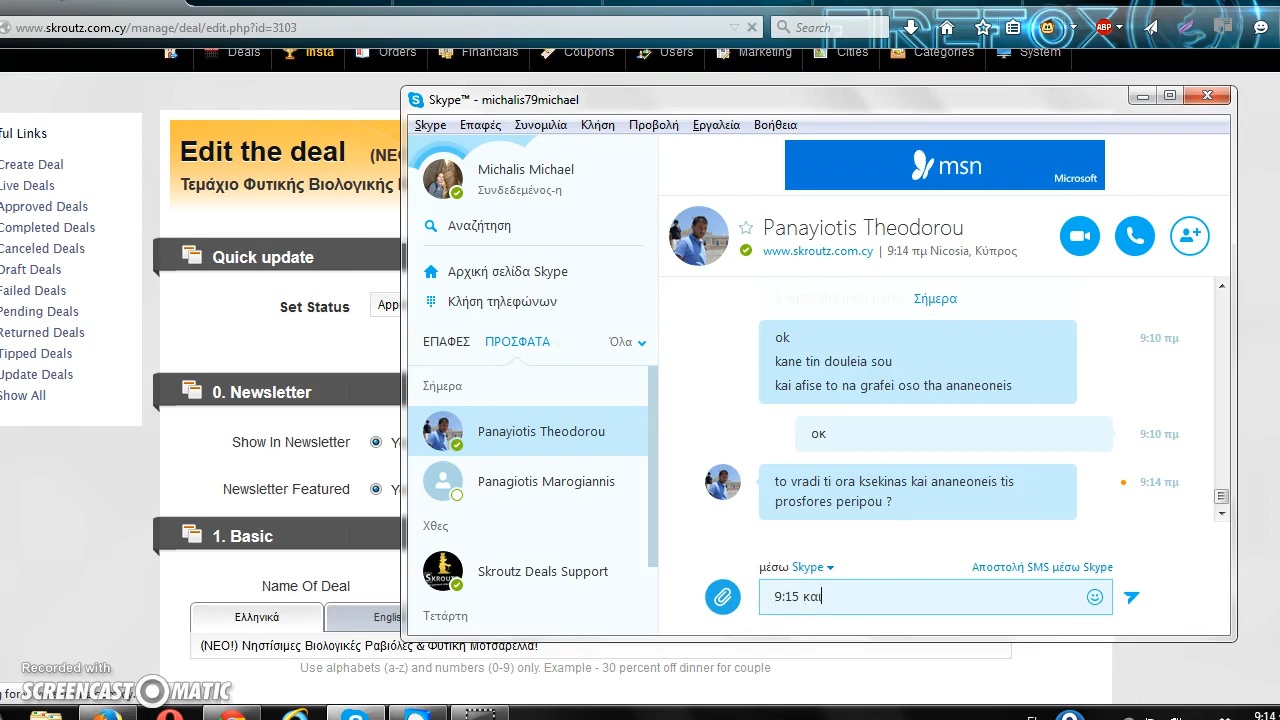 www.skroutz.com.cy/manage/deal/edit.php?id=3103
Search
ABP
Deals
Insta
Orders
Financials
Coupons
Users
Marketing
Cities
Categories
System
ful Links
Create Deal
Live Deals
Approved Deals
Completed Deals
Canceled Deals
Draft Deals
Failed Deals
Pending Deals
Returned Deals
Tipped Deals
Update Deals
Show All
Edit the deal
(NEO
Τεμάχιο Φυτικής Βιολογικής
Quick update
Set Status
App
0. Newsletter
Show In Newsletter
Newsletter Featured
1. Basic
Name Of Deal
Ελληνικά
Englis
(ΝΕΟ!) Νηστίσιμες Βιολογικές Ραβιόλες & Φυτική Μοτσαρέλα!
Use alphabets (a-z) and numbers (0-9) only. Example - 30 percent off dinner for couple
Skype™ - michalis79michael
Skype Επαφές Συνομιλία Κλήση Προβολή Εργαλεία Βοήθεια
Michalis Michael
Συνδεδεμένος-η
Αναζήτηση
Αρχική σελίδα Skype
Κλήση τηλεφώνων
ΕΠΑΦΕΣ ΠΡΟΣΦΑΤΑ Όλα
Σήμερα
Panayiotis Theodorou
Panagiotis Marogiannis
Χθες
SKROUTZ
Skroutz Deals Support
Τετάρτη
msn
Microsoft
Panayiotis Theodorou
www.skroutz.com.cy | 9:14 πμ Nicosia, Κύπρος
Σήμερα
ok
9:10 πμ
kane tin douleia sou
kai afise to na grafei oso tha ananeoneis
οκ
9:10 πμ
to vradi ti ora ksekinas kai ananeoneis tis
9:14 πμ
prosfores peripou ?
μέσω Skype
Αποστολή SMS μέσω Skype
9:15 και
Recorded with
SCREENCAST MATIC
9:14